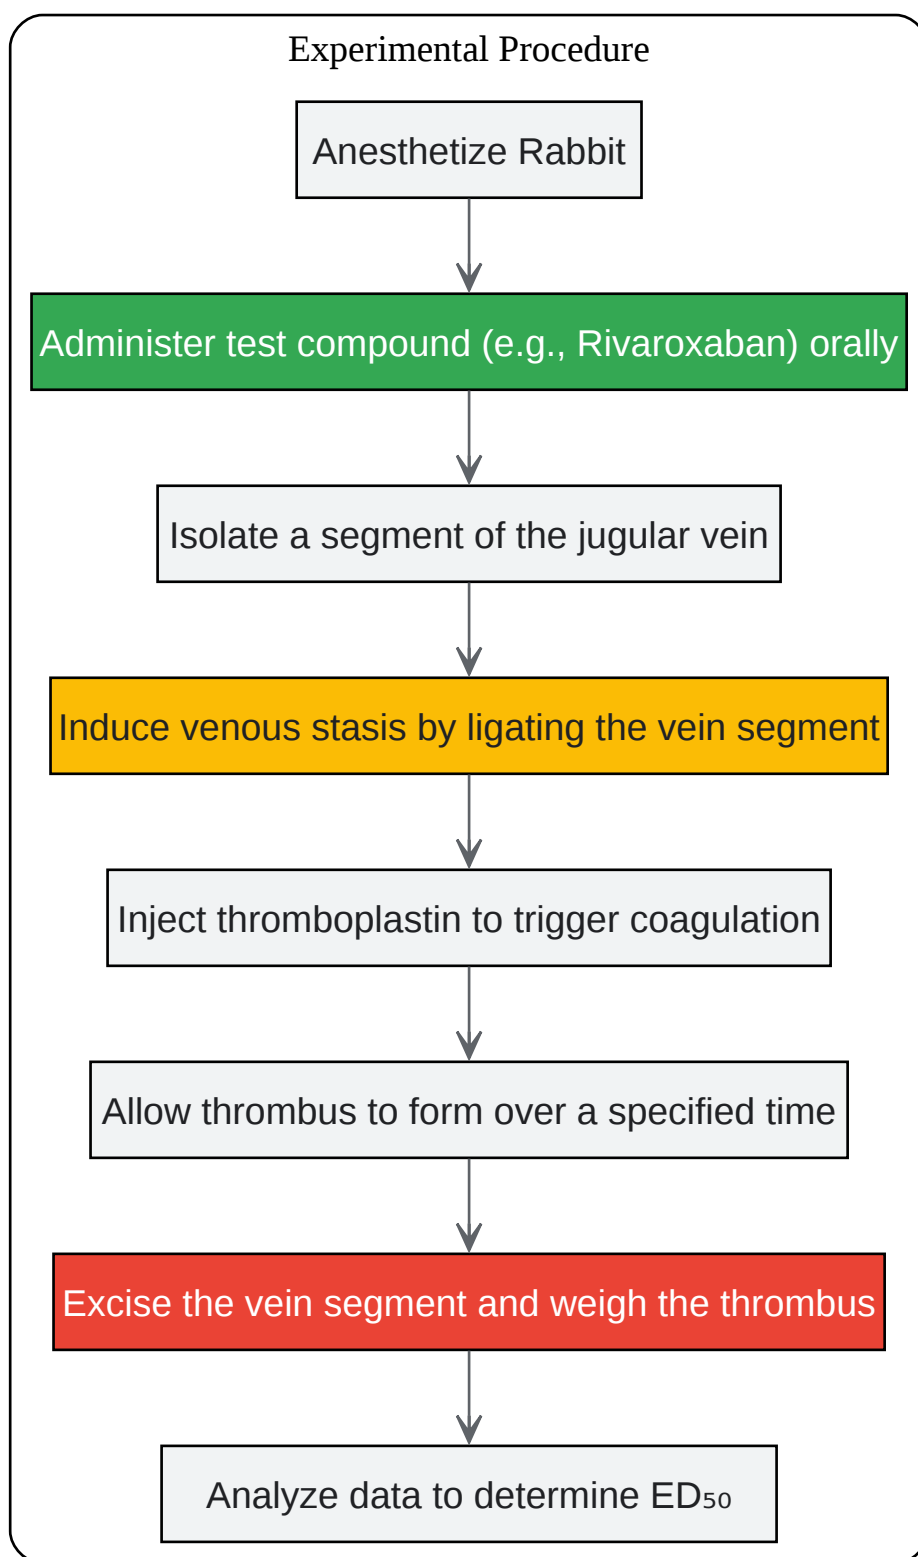 Experimental Procedure
Anesthetize Rabbit
Administer test compound (e.g., Rivaroxaban) orally
Isolate a segment of the jugular vein
Induce venous stasis by ligating the vein segment
Inject thromboplastin to trigger coagulation
Allow thrombus to form over a specified time
Excise the vein segment and weigh the thrombus
Analyze data to determine ED₅₀